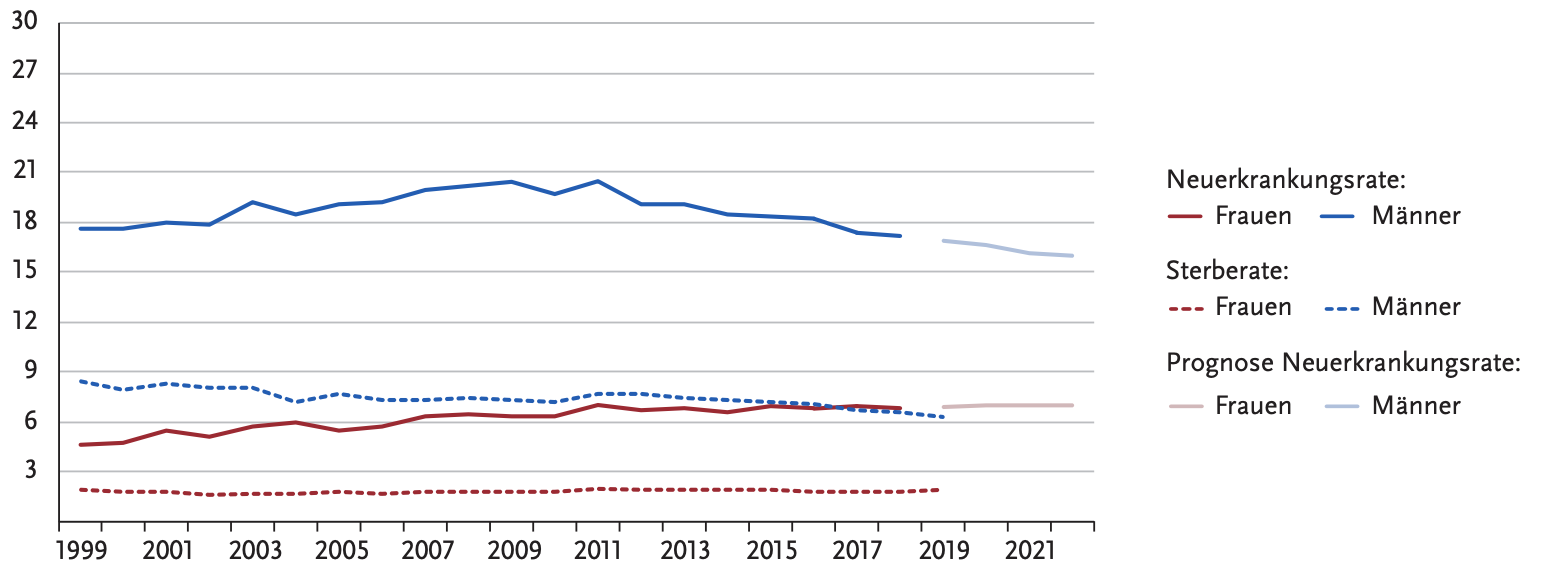 30
27
24
21
18
15
12
9
6
3
1999 2001 2003 2005 2007 2009 2011 2013 2015 2017 2019 2021
Neuerkrankungsrate:
Frauen Männer
Sterberate:
Frauen Männer
Prognose Neuerkrankungsrate:
Frauen Männer